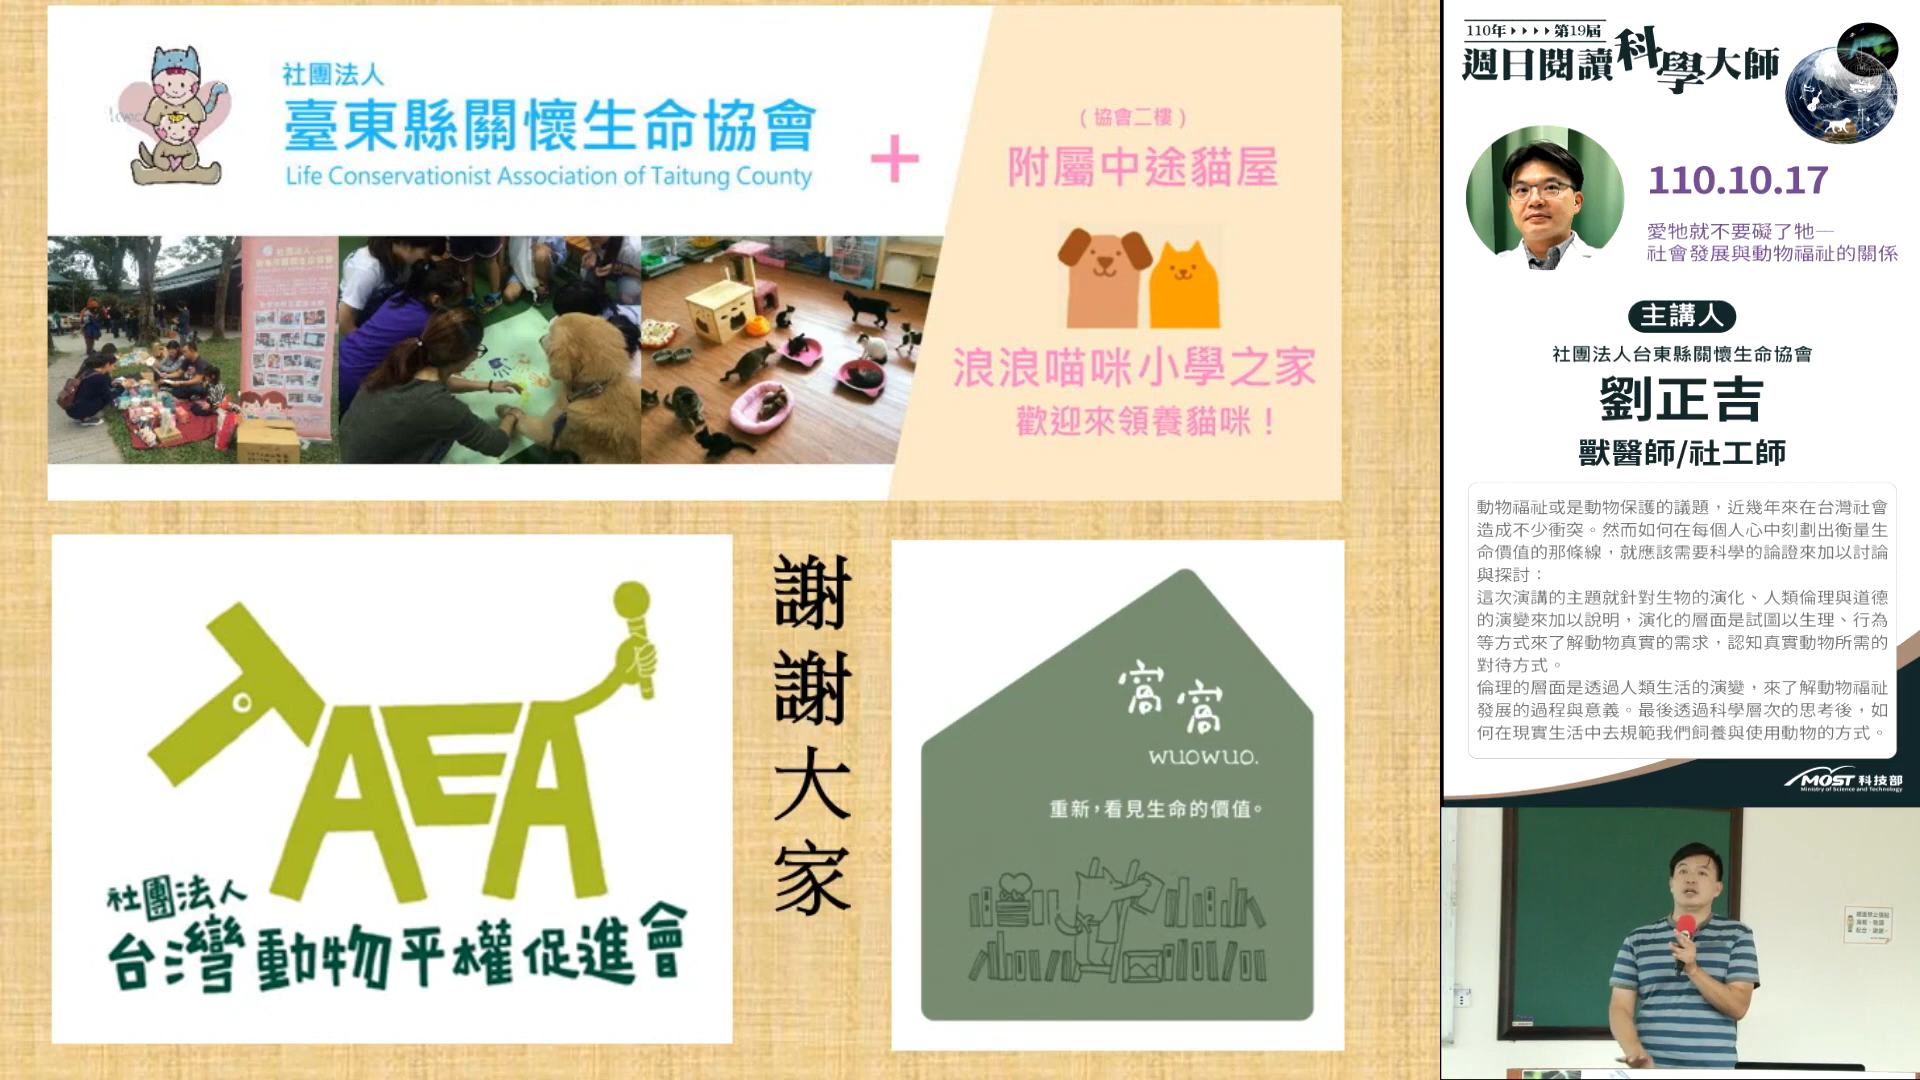 社團法人
臺東縣關懷生命協會
Life Conservationist Association of Taitung County
+
(協會二樓)
附屬中途貓屋
浪浪喵咪小學之家
歡迎來領養貓咪！
AEA
社團法人
台灣動物平權促進會
謝謝大家
窩窩
wuowuo.
重新，看見生命的價值。
110年 第19屆
週日閱讀科學大師
110.10.17
愛牠就不要礙了牠—
社會發展與動物福祉的關係
主講人
社團法人台東縣關懷生命協會
劉正吉
獸醫師/社工師
動物福祉或是動物保護的議題，近幾年來在台灣社會
造成不少衝突。然而如何在每個人心中刻劃出衡量生
命價值的那條線，就應該需要科學的論證來加以討論
與探討：
這次演講的主題就針對生物的演化、人類倫理與道德
的演變來加以說明，演化的層面是試圖以生理、行為
等方式來了解動物真實的需求，認知真實動物所需的
對待方式。
倫理的層面是透過人類生活的演變，來了解動物福祉
發展的過程與意義。最後透過科學層次的思考後，如
何在現實生活中去規範我們飼養與使用動物的方式。
MOST 科技部
Ministry of Science and Technology